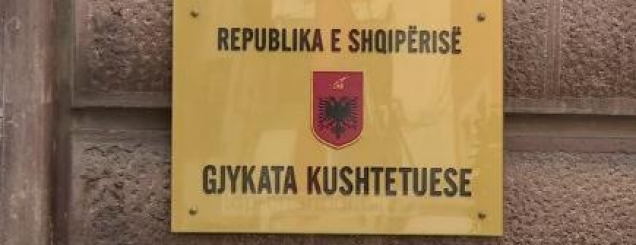 REPUBLIKA E SHQIPËRISË
GJYKATA KUSHTETUESE